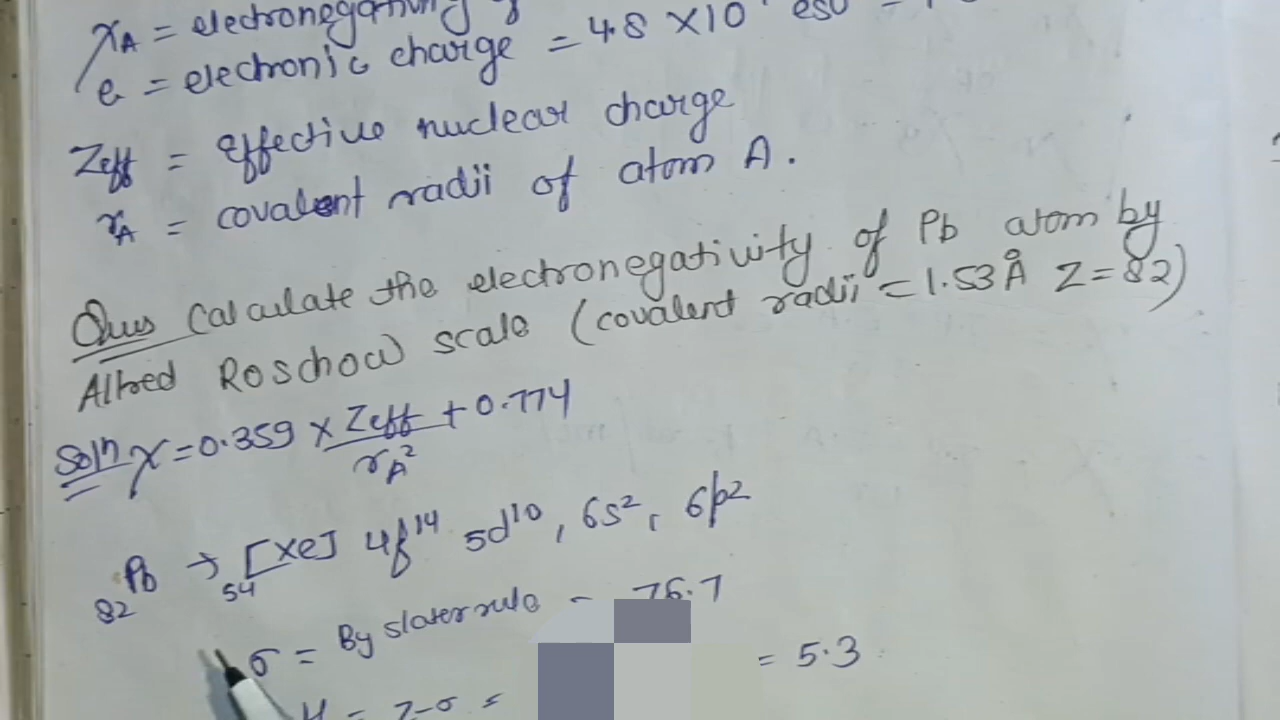 χA = electronegativity
e = electronic charge = 4.8 ×10 esu
Zeff = effective nuclear charge
rA = covalent radii of atom A.
Ques Calculate the electronegativity of Pb atom by
Alfred Roschow scale (covalent radii = 1.53 Å Z = 82)
Soln χ = 0.359 × Zeff/rA² + 0.774
82Pb → 54[Xe] 4f¹⁴ 5d¹⁰, 6s², 6p²
σ = By slater rule - 76.7
= Z-σ = = 5.3